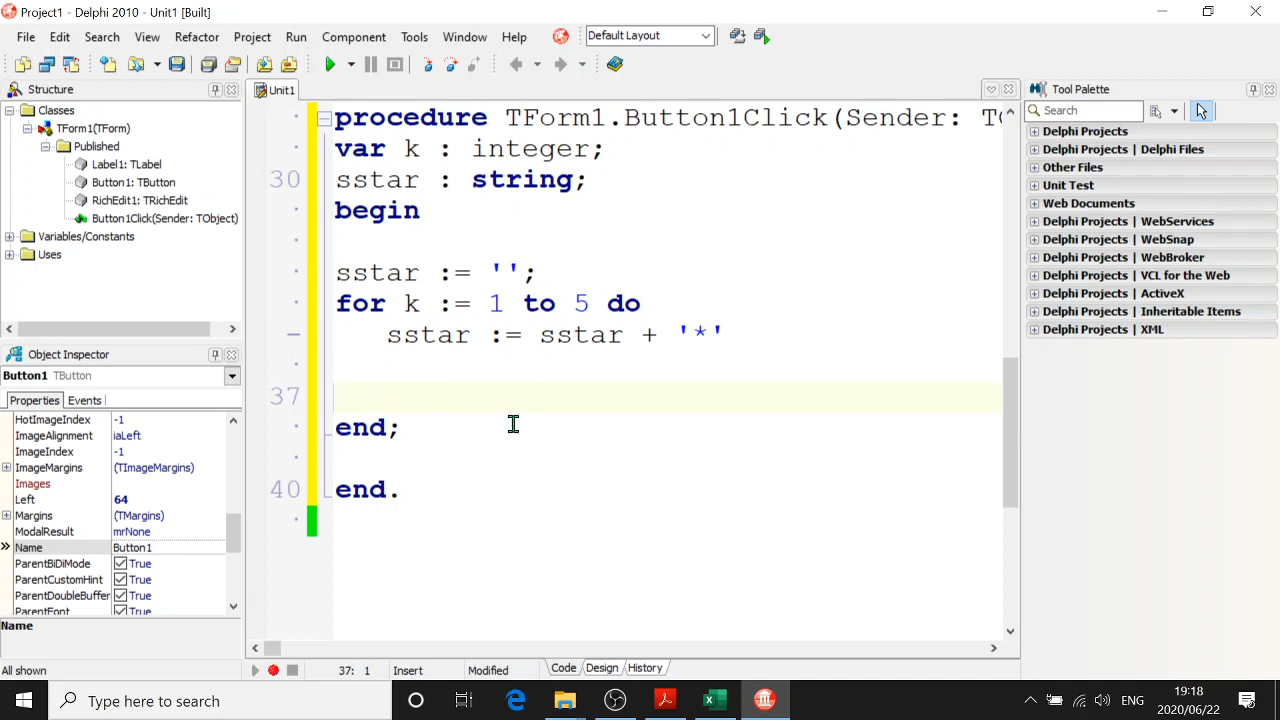 Project1 - Delphi 2010 - Unit1 [Built]
File Edit Search View Refactor Project Run Component Tools Window Help Default Layout
Structure
Unit1
Tool Palette
Classes
TForm1(TForm)
Published
Label1: TLabel
Button1: TButton
RichEdit1: TRichEdit
Button1Click(Sender: TObject)
Variables/Constants
Uses
Object Inspector
Button1 TButton
Properties Events
HotImageIndex -1
ImageAlignment iaLeft
ImageIndex -1
ImageMargins (TImageMargins)
Images
Left 64
Margins (TMargins)
ModalResult mrNone
Name Button1
ParentBiDiMode True
ParentCustomHint True
ParentDoubleBuffer True
ParentFont True
Name
All shown
procedure TForm1.Button1Click(Sender: TO
var k : integer;
30 sstar : string;
begin
sstar := '';
for k := 1 to 5 do
sstar := sstar + '*'
37
end;
40 end.
37: 1 Insert Modified Code Design History
Search
Delphi Projects
Delphi Projects | Delphi Files
Other Files
Unit Test
Web Documents
Delphi Projects | WebServices
Delphi Projects | WebSnap
Delphi Projects | WebBroker
Delphi Projects | VCL for the Web
Delphi Projects | ActiveX
Delphi Projects | Inheritable Items
Delphi Projects | XML
Type here to search
ENG
19:18
2020/06/22